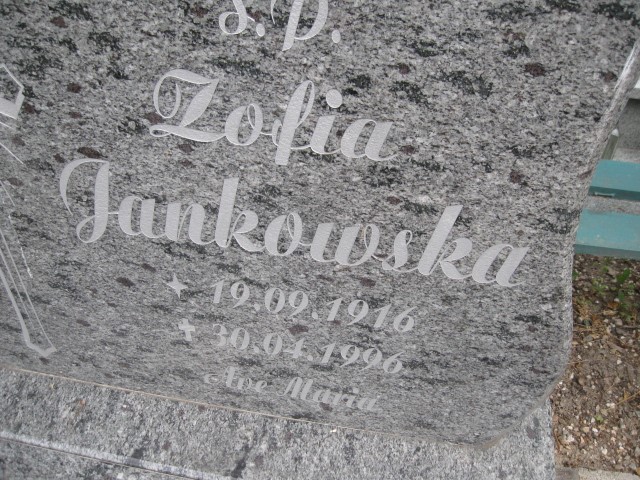 Ś.P.
Zofia
Jankowska
19.09.1916
30.04.1996
Ave Maria